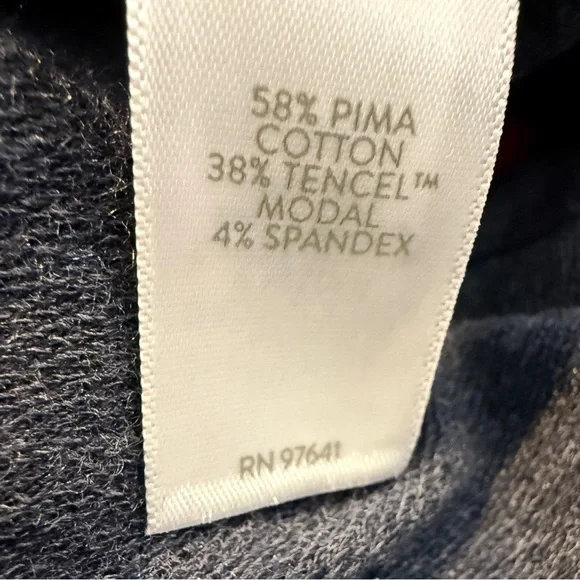 58% PIMA
COTTON
38% TENCEL™
MODAL
4% SPANDEX
RN 97641